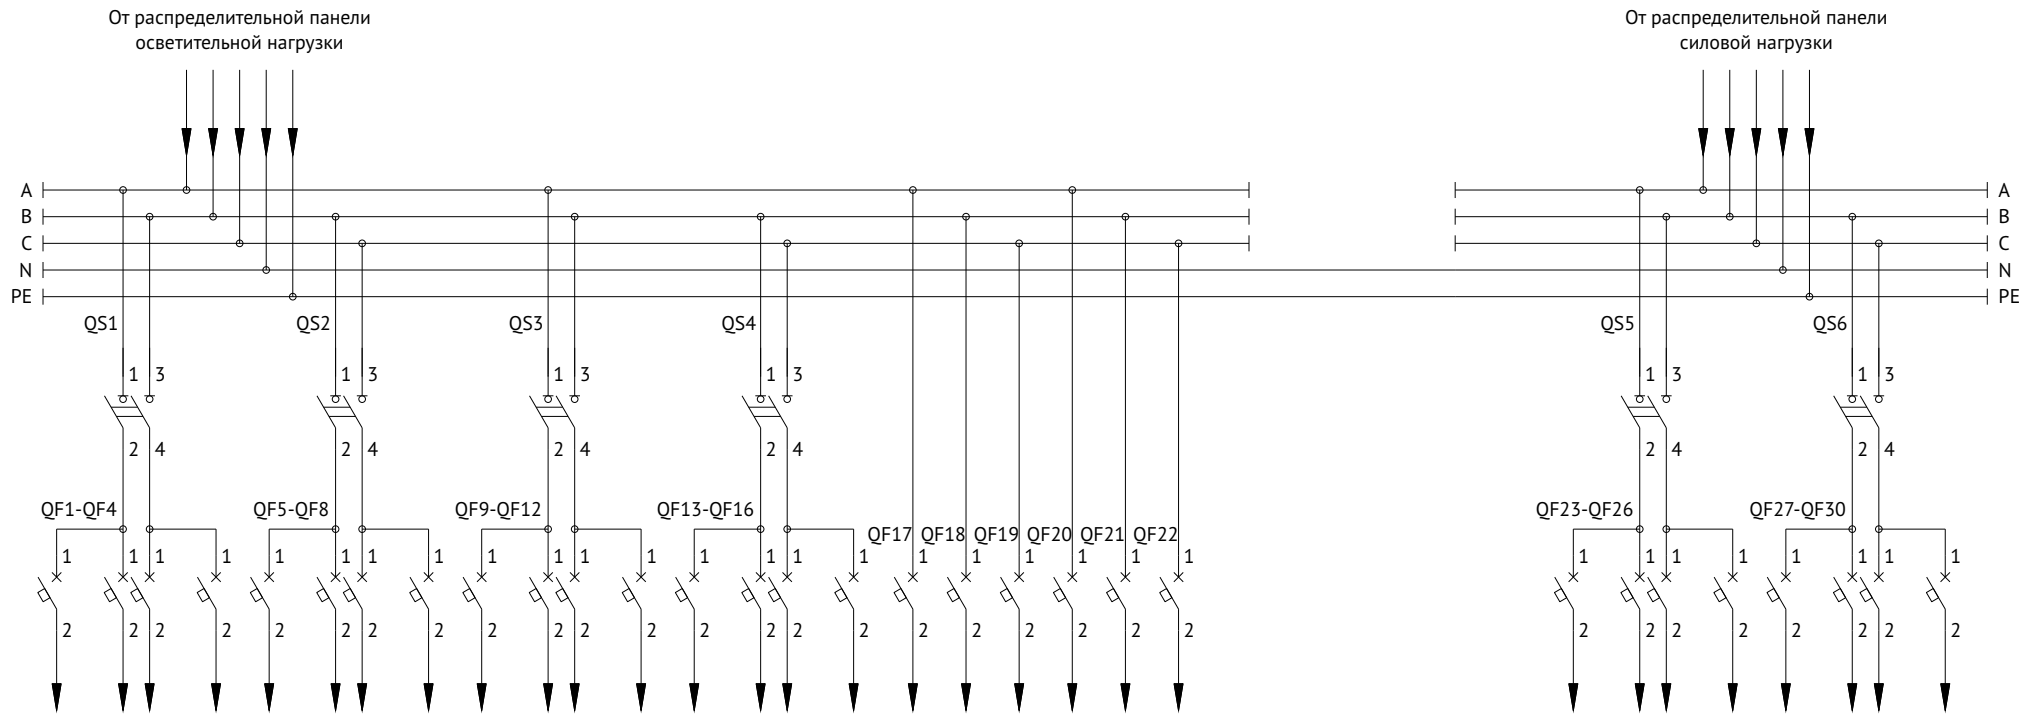 От распределительной панели
осветительной нагрузки
От распределительной панели
силовой нагрузки
A A
B B
C C
N N
PE PE
QS1 QS2 QS3 QS4 QS5 QS6
1 3 1 3 1 3 1 3 1 3 1 3
2 4 2 4 2 4 2 4 2 4 2 4
QF1-QF4 QF5-QF8 QF9-QF12 QF13-QF16 QF23-QF26 QF27-QF30
QF17 QF18 QF19 QF20 QF21 QF22
1 1 1 1 1 1 1 1 1 1 1 1 1 1 1 1 1 1 1 1 1 1 1 1 1 1 1 1 1 1
2 2 2 2 2 2 2 2 2 2 2 2 2 2 2 2 2 2 2 2 2 2 2 2 2 2 2 2 2 2